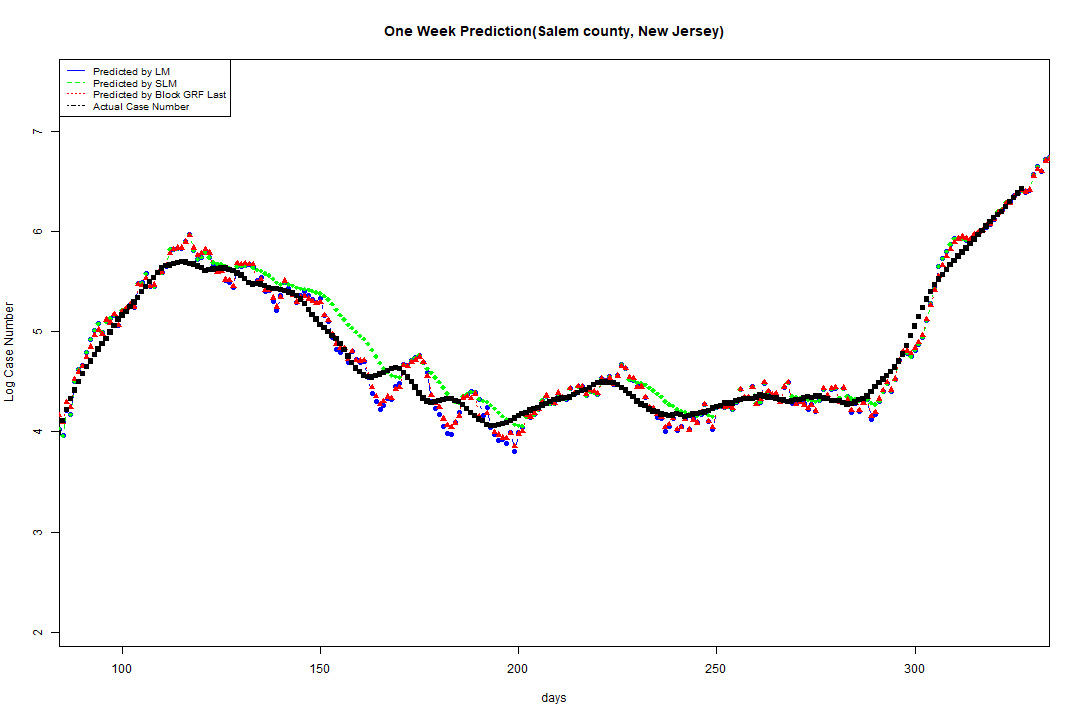 One Week Prediction(Salem county, New Jersey)
Predicted by LM
Predicted by SLM
Predicted by Block GRF Last
Actual Case Number
Log Case Number
7
6
5
4
3
2
100 150 200 250 300
days